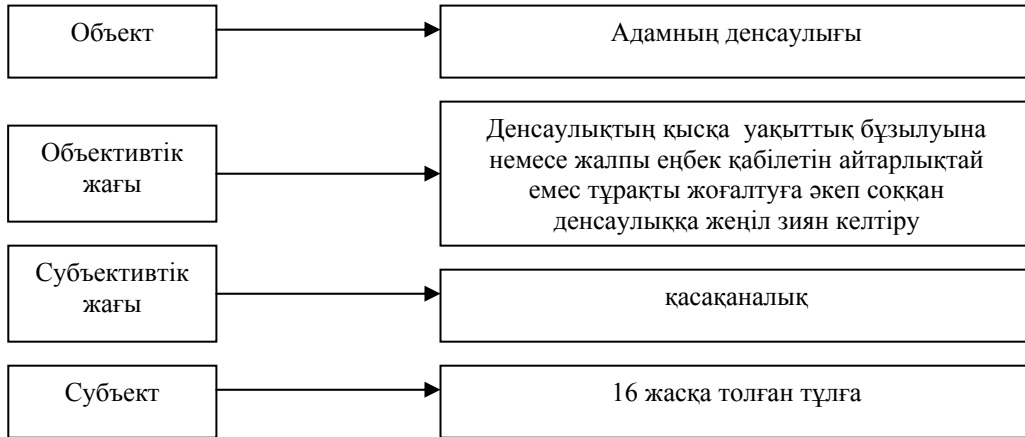 Объект
Адамның денсаулығы
Объективтік
жағы
Денсаулықтың қысқа уақыттық бұзылуына
немесе жалпы еңбек қабілетін айтарлықтай
емес тұрақты жоғалтуға әкеп соққан
денсаулыққа жеңіл зиян келтіру
Субъективтік
жағы
қасақаналық
Субъект
16 жасқа толған тұлға